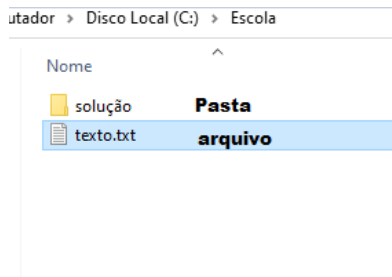 utador > Disco Local (C:) > Escola
Nome
solução Pasta
texto.txt arquivo